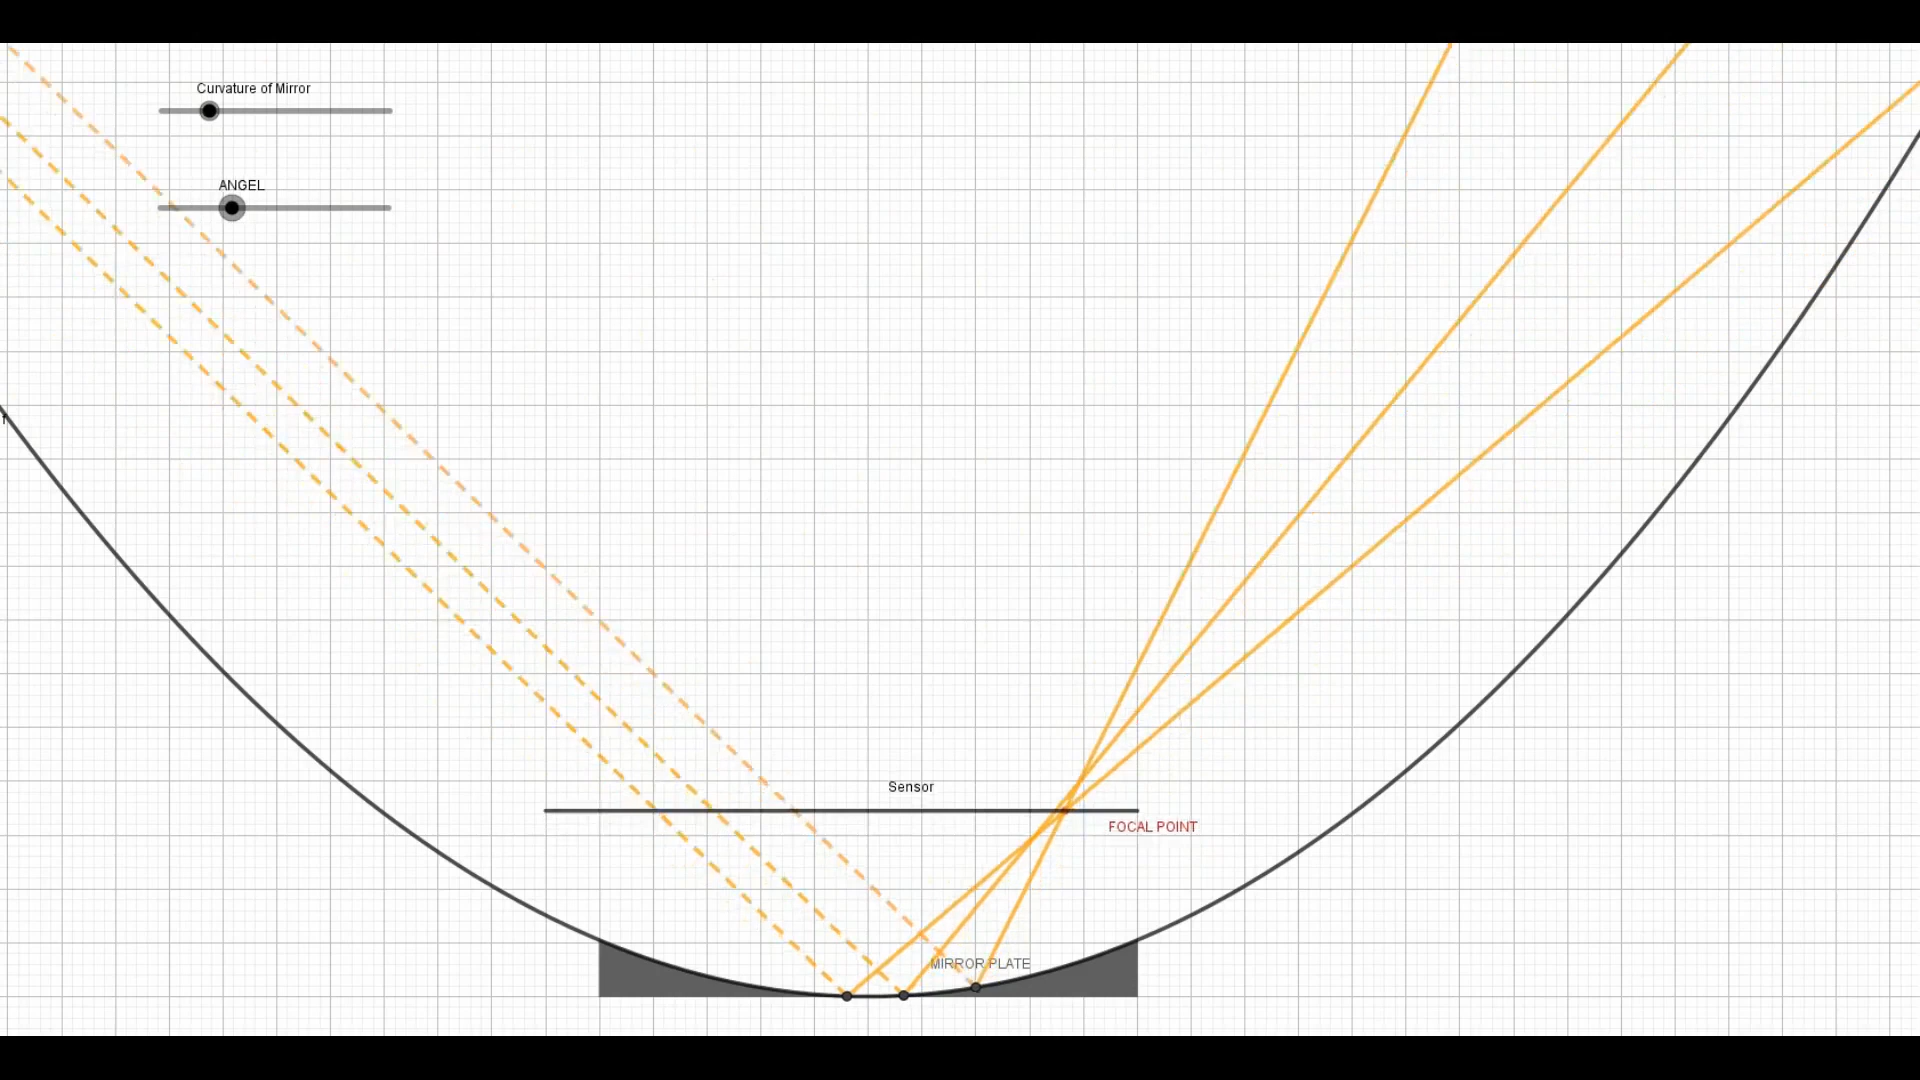 Curvature of Mirror
ANGEL
f
Sensor
FOCAL POINT
MIRROR PLATE